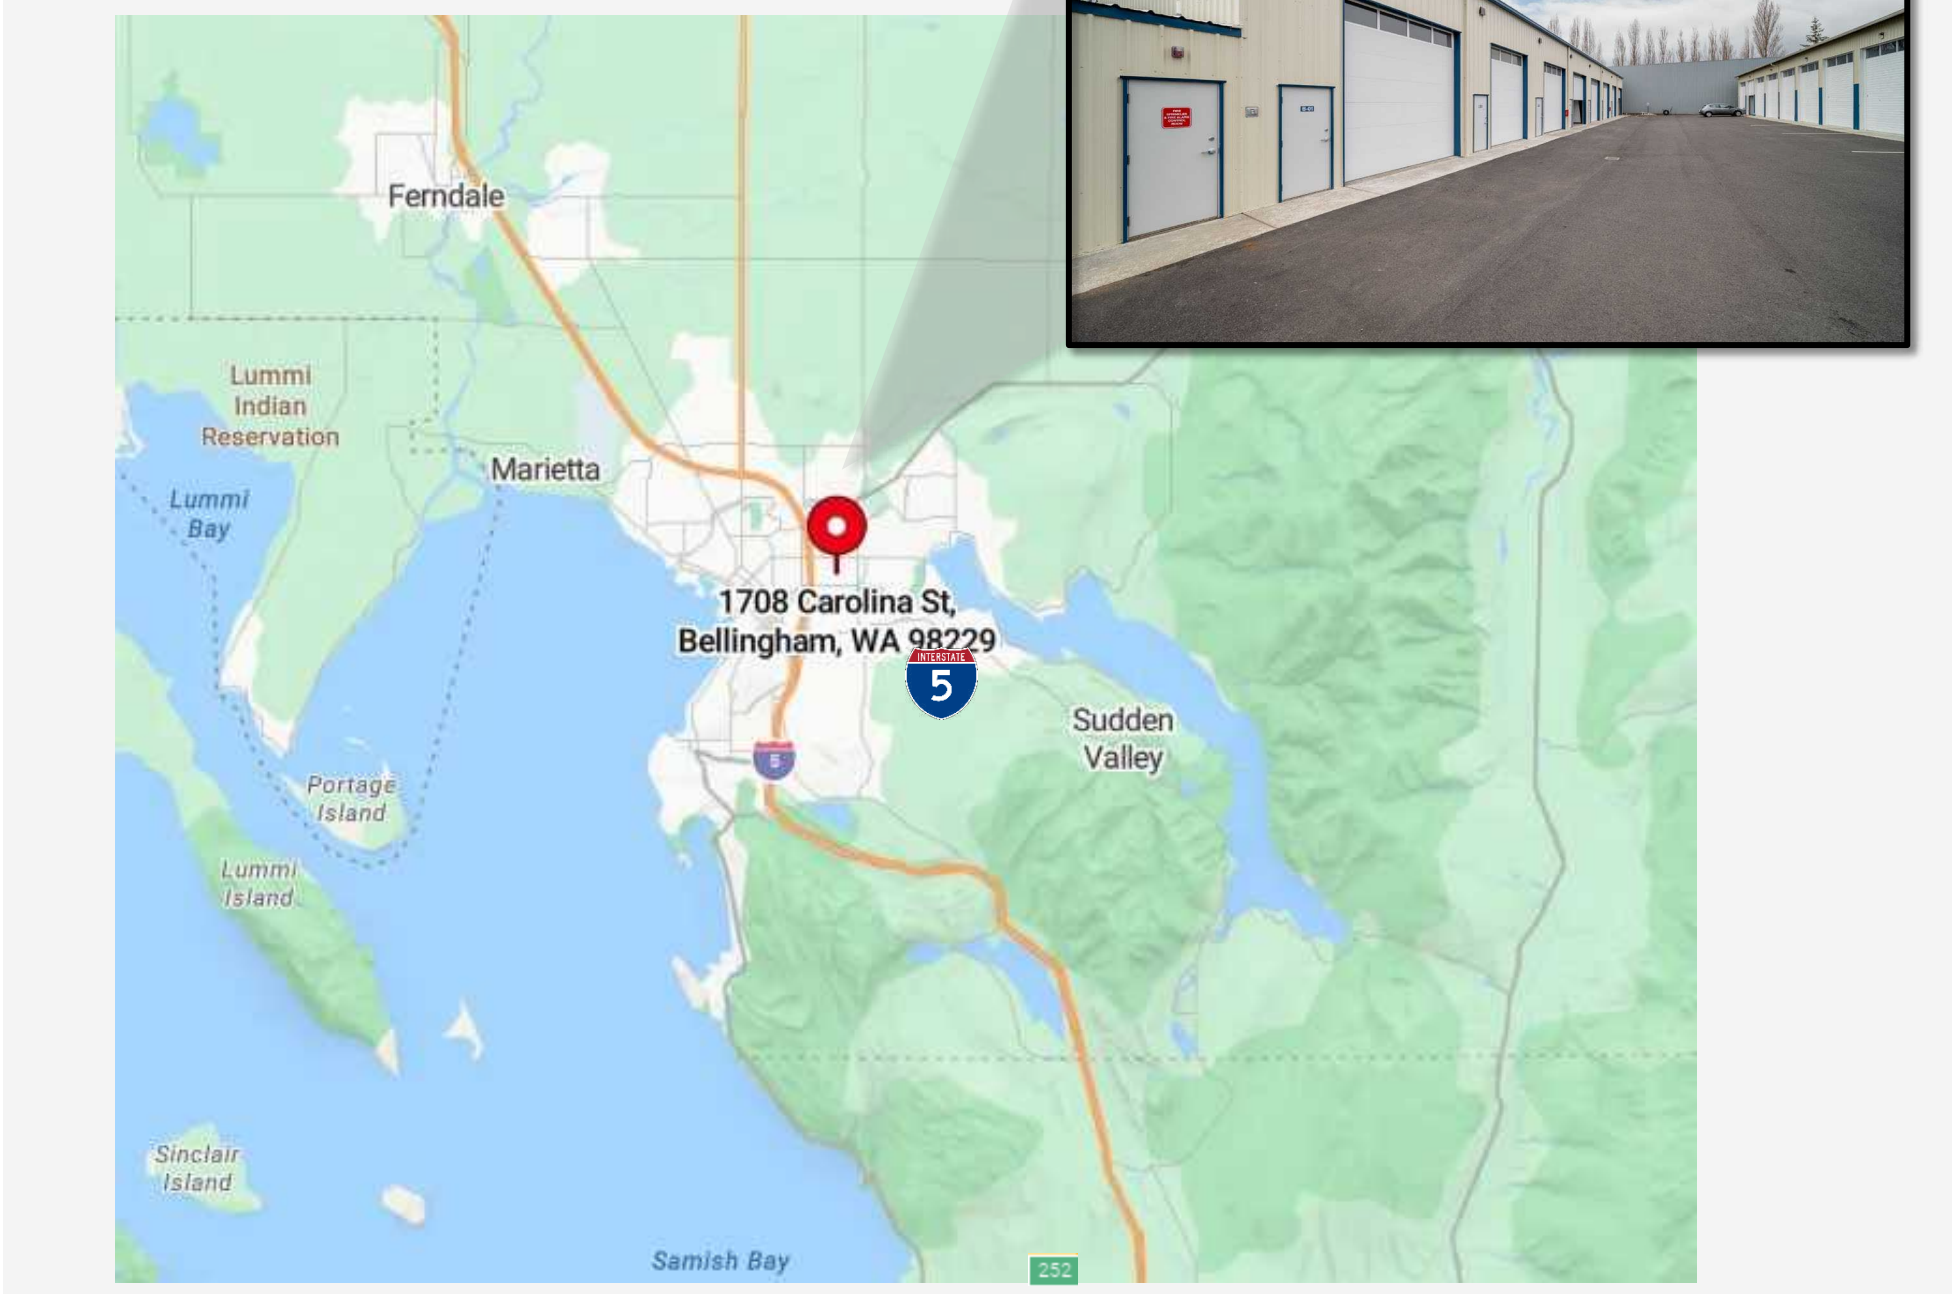 Ferndale
Lummi
Indian
Reservation
Marietta
Lummi
Bay
1708 Carolina St,
Bellingham, WA 98229
INTERSTATE
5
Sudden
Valley
5
Portage
Island
Lummi
Island
Sinclair
Island
Samish Bay
252